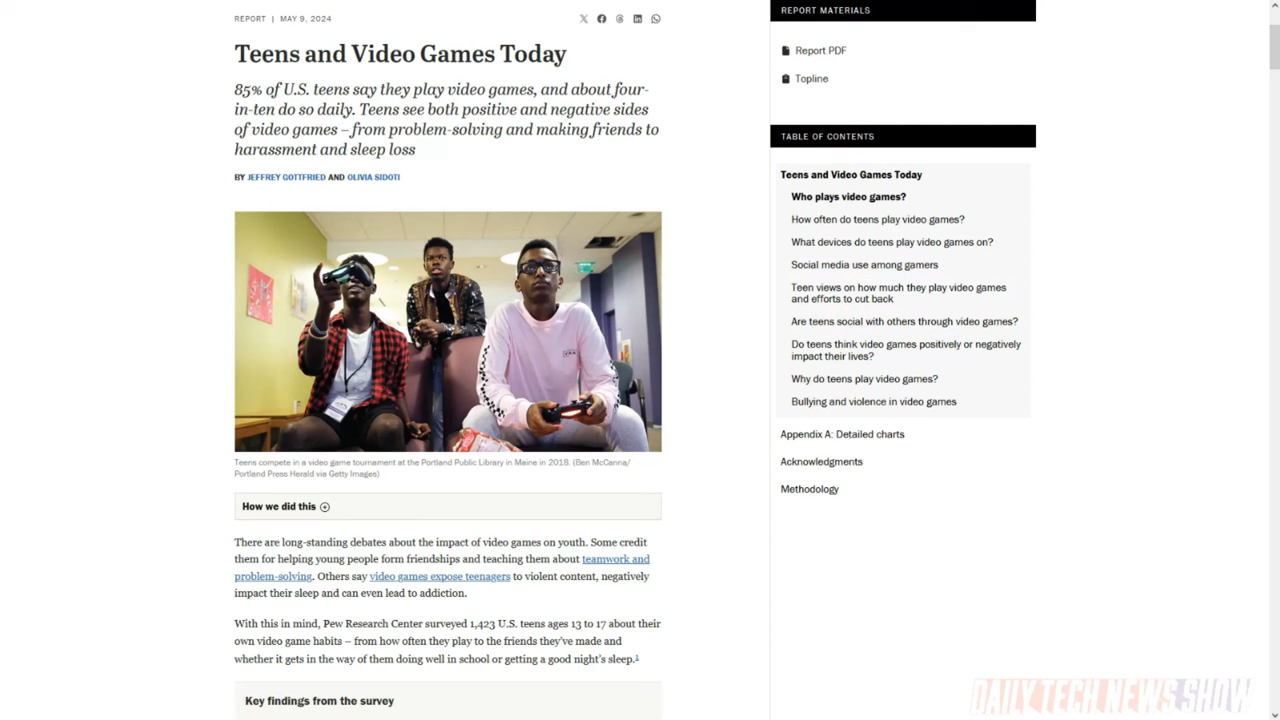 REPORT | MAY 9, 2024
Teens and Video Games Today
85% of U.S. teens say they play video games, and about four-
in-ten do so daily. Teens see both positive and negative sides
of video games – from problem-solving and making friends to
harassment and sleep loss
BY JEFFREY GOTTFRIED AND OLIVIA SIDOTI
Teens compete in a video game tournament at the Portland Public Library in Maine in 2018. (Ben McCanna/
Portland Press Herald via Getty Images)
How we did this
There are long-standing debates about the impact of video games on youth. Some credit
them for helping young people form friendships and teaching them about teamwork and
problem-solving. Others say video games expose teenagers to violent content, negatively
impact their sleep and can even lead to addiction.
With this in mind, Pew Research Center surveyed 1,423 U.S. teens ages 13 to 17 about their
own video game habits – from how often they play to the friends they've made and
whether it gets in the way of them doing well in school or getting a good night's sleep.1
Key findings from the survey
REPORT MATERIALS
Report PDF
Topline
TABLE OF CONTENTS
Teens and Video Games Today
Who plays video games?
How often do teens play video games?
What devices do teens play video games on?
Social media use among gamers
Teen views on how much they play video games
and efforts to cut back
Are teens social with others through video games?
Do teens think video games positively or negatively
impact their lives?
Why do teens play video games?
Bullying and violence in video games
Appendix A: Detailed charts
Acknowledgments
Methodology
DAILY TECH NEWS SHOW